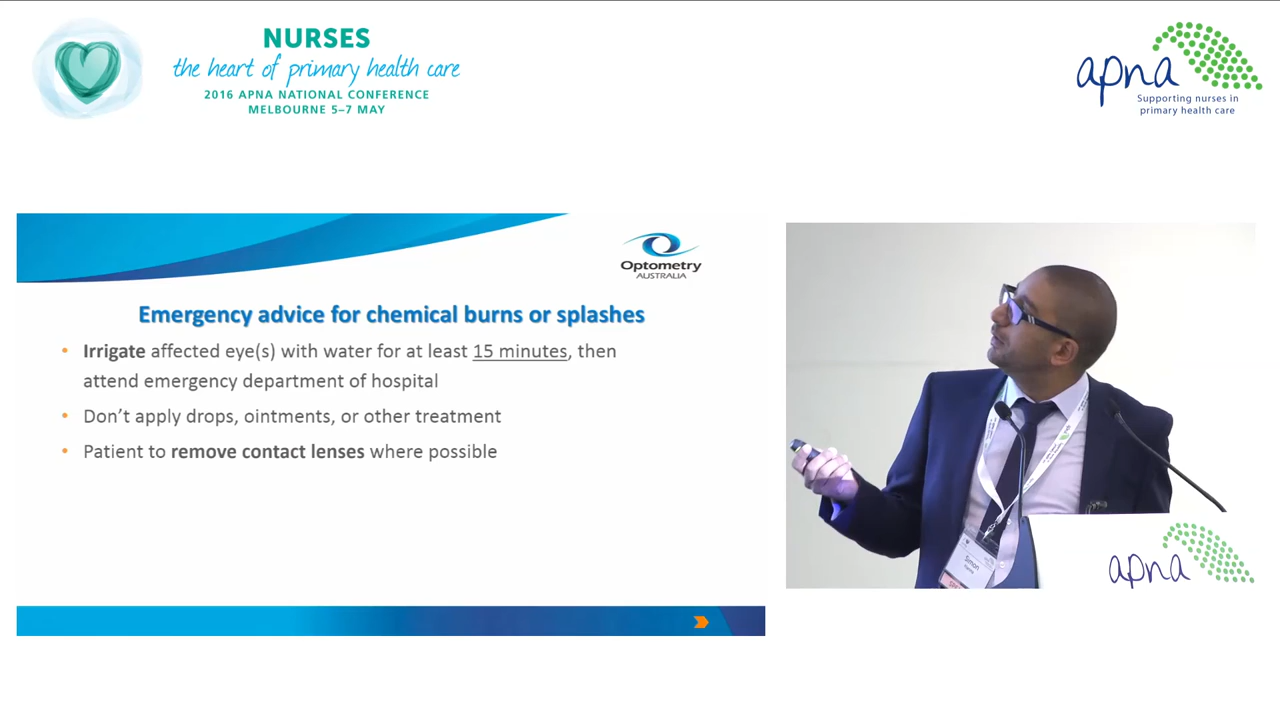 NURSES
the heart of primary health care
2016 APNA NATIONAL CONFERENCE
MELBOURNE 5–7 MAY
apna
Supporting nurses in
primary health care
Optometry
AUSTRALIA
Emergency advice for chemical burns or splashes
• Irrigate affected eye(s) with water for at least 15 minutes, then
attend emergency department of hospital
• Don’t apply drops, ointments, or other treatment
• Patient to remove contact lenses where possible
Simon
apna